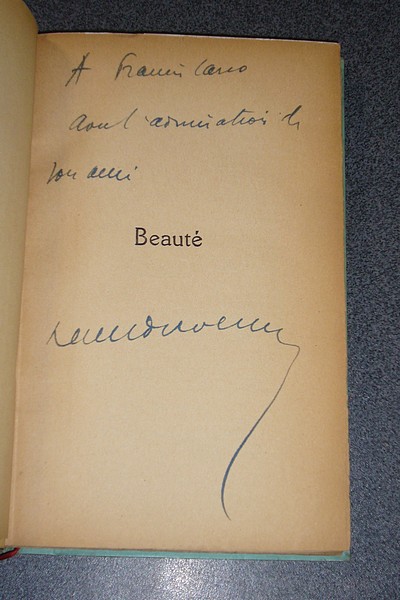 A Francis Carco
avec l'admiration de
son ami
Beauté